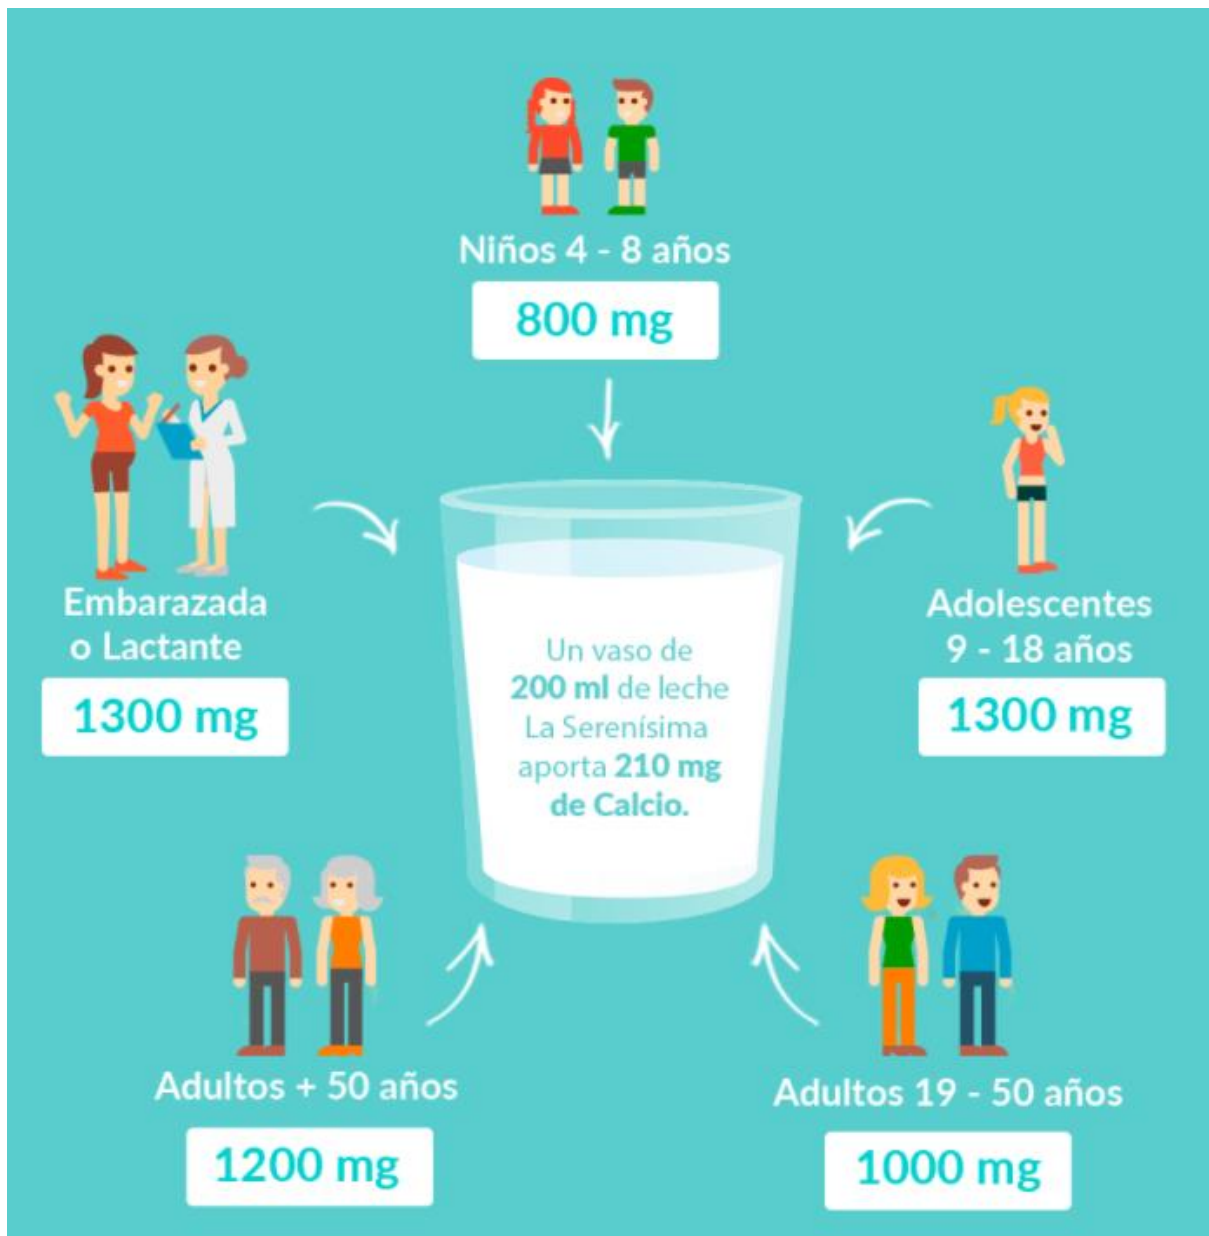 Niños 4 - 8 años
800 mg
Embarazada
o Lactante
1300 mg
Adolescentes
9 - 18 años
1300 mg
Un vaso de
200 ml de leche
La Serenísima
aporta 210 mg
de Calcio.
Adultos + 50 años
1200 mg
Adultos 19 - 50 años
1000 mg